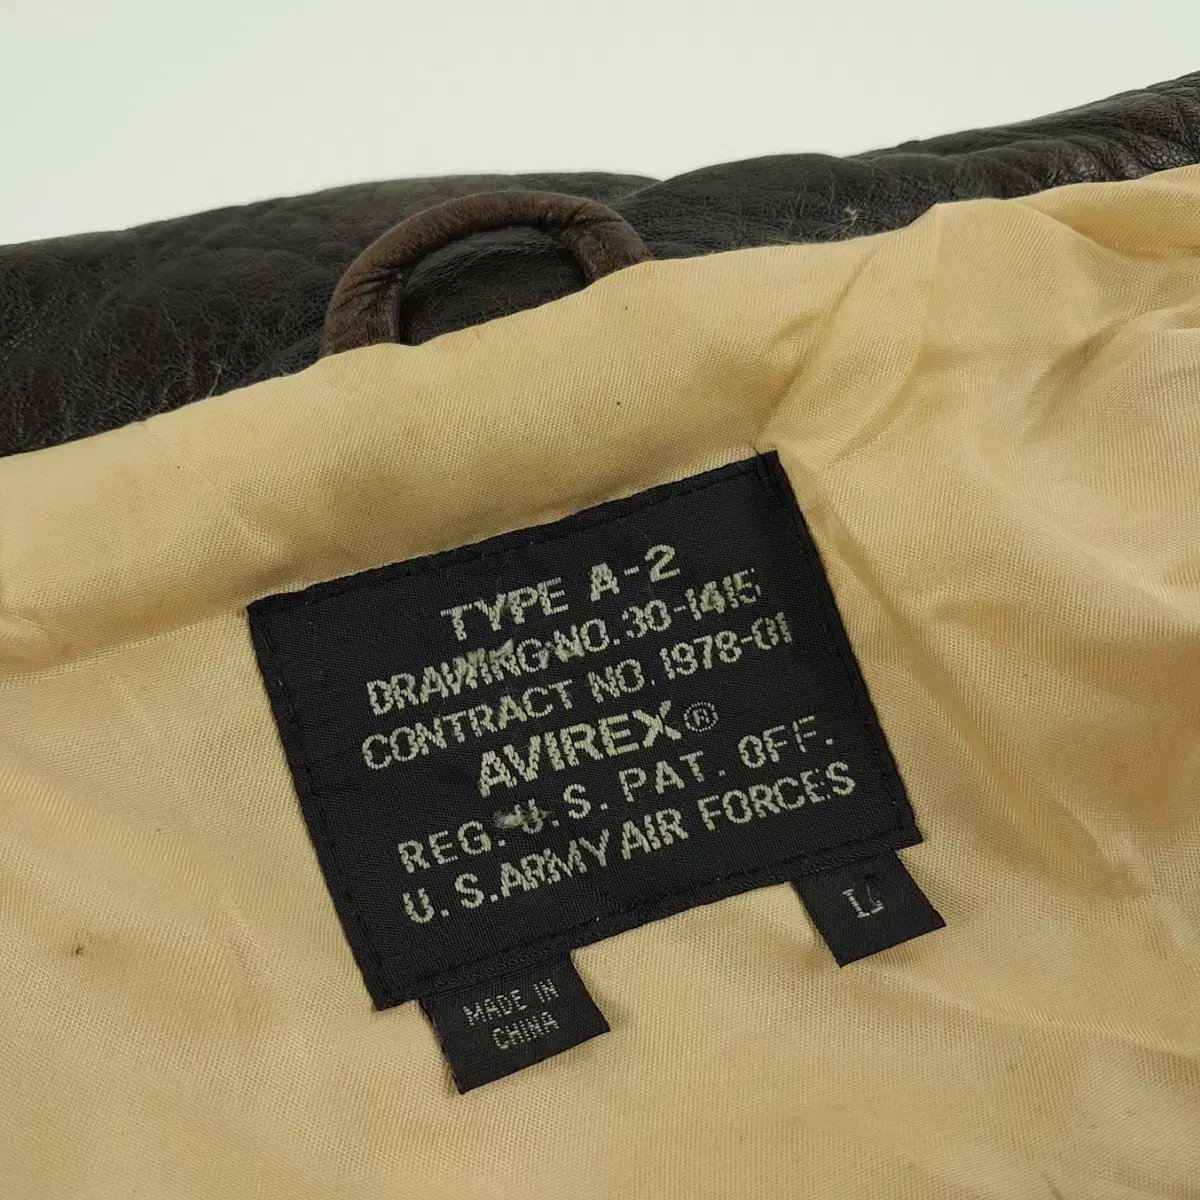 TYPE A-2
DRAWING NO. 30-1415
CONTRACT NO. 1978-01
AVIREX®
REG. U.S. PAT. OFF.
U.S. ARMY AIR FORCES
MADE IN
CHINA